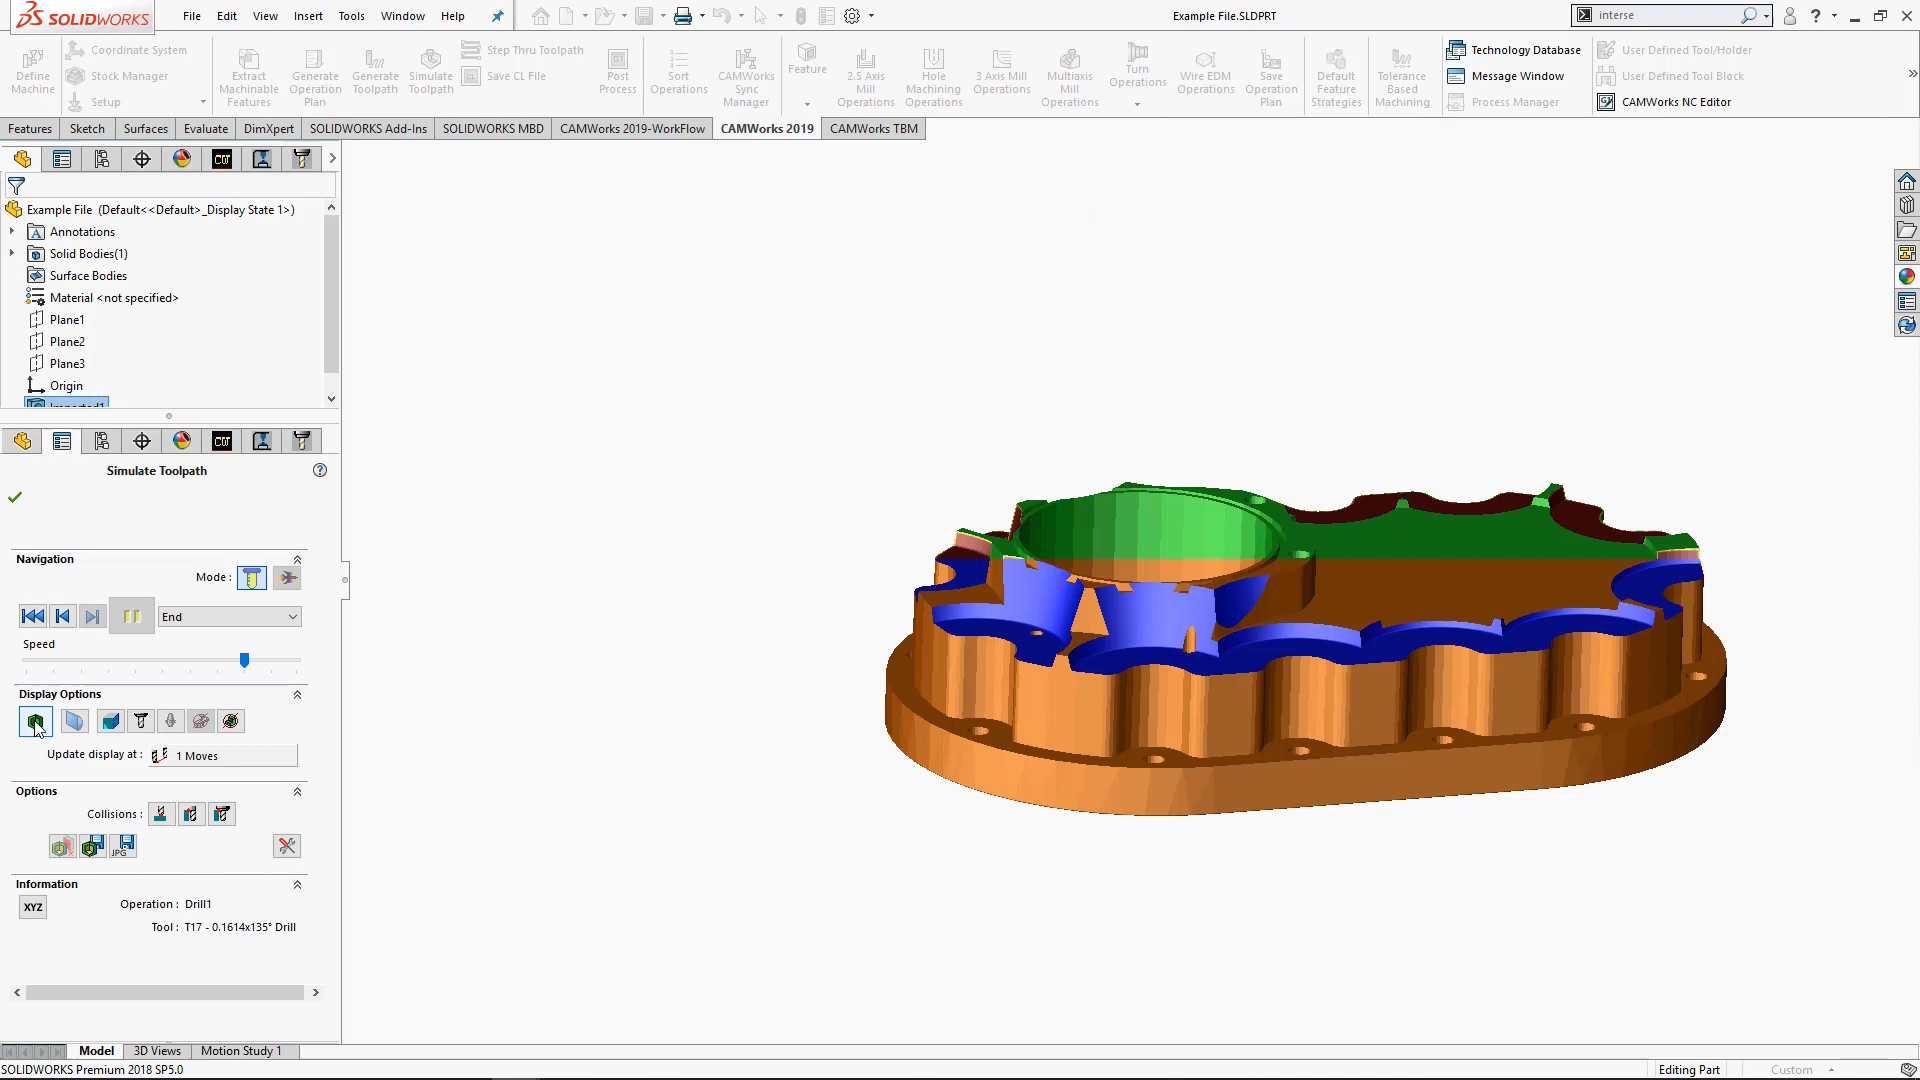 SOLIDWORKS
File Edit View Insert Tools Window Help
Example File.SLDPRT
interse
Define Machine
Coordinate System
Stock Manager
Setup
Extract Machinable Features
Generate Operation Plan
Generate Toolpath
Simulate Toolpath
Step Thru Toolpath
Save CL File
Post Process
Sort Operations
CAMWorks Sync Manager
Feature
2.5 Axis Mill Operations
Hole Machining Operations
3 Axis Mill Operations
Multiaxis Mill Operations
Turn Operations
Wire EDM Operations
Save Operation Plan
Default Feature Strategies
Tolerance Based Machining
Technology Database
Message Window
Process Manager
User Defined Tool/Holder
User Defined Tool Block
CAMWorks NC Editor
Features Sketch Surfaces Evaluate DimXpert SOLIDWORKS Add-Ins SOLIDWORKS MBD CAMWorks 2019-WorkFlow CAMWorks 2019 CAMWorks TBM
Example File (Default<<Default>_Display State 1>)
Annotations
Solid Bodies(1)
Surface Bodies
Material <not specified>
Plane1
Plane2
Plane3
Origin
Imported1
Simulate Toolpath
Navigation
Mode :
End
Speed
Display Options
Update display at : 1 Moves
Options
Collisions :
JPG
Information
XYZ
Operation : Drill1
Tool : T17 - 0.1614x135° Drill
Model 3D Views Motion Study 1
SOLIDWORKS Premium 2018 SP5.0
Editing Part
Custom